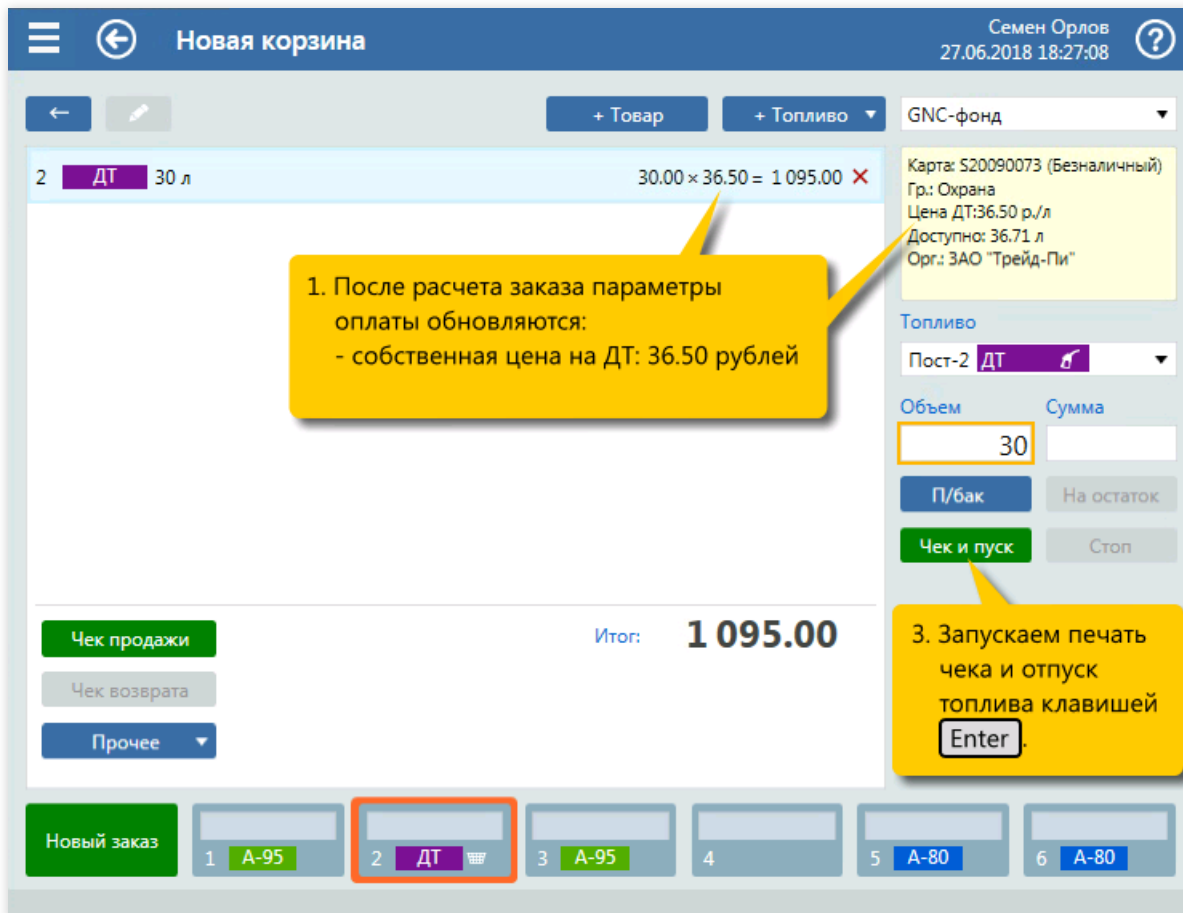 Новая корзина
Семен Орлов
27.06.2018 18:27:08
+ Товар
+ Топливо
GNC-фонд
2 ДТ 30 л 30.00 × 36.50 = 1 095.00
Карта: S20090073 (Безналичный)
Гр.: Охрана
Цена ДТ:36.50 р./л
Доступно: 36.71 л
Орг.: ЗАО "Трейд-Пи"
1. После расчета заказа параметры
оплаты обновляются:
- собственная цена на ДТ: 36.50 рублей
Топливо
Пост-2 ДТ
Объем Сумма
30
П/бак На остаток
Чек и пуск Стоп
3. Запускаем печать
чека и отпуск
топлива клавишей
Enter.
Чек продажи
Итог: 1 095.00
Чек возврата
Прочее
Новый заказ
1 А-95
2 ДТ
3 А-95
4
5 А-80
6 А-80